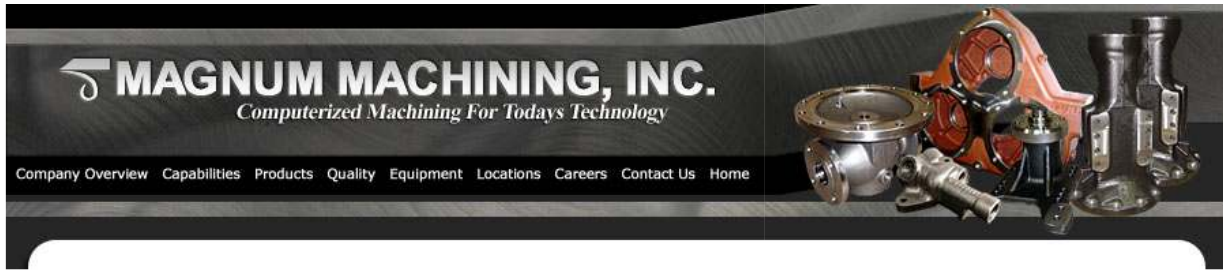 MAGNUM MACHINING, INC.
Computerized Machining For Todays Technology
Company Overview Capabilities Products Quality Equipment Locations Careers Contact Us Home